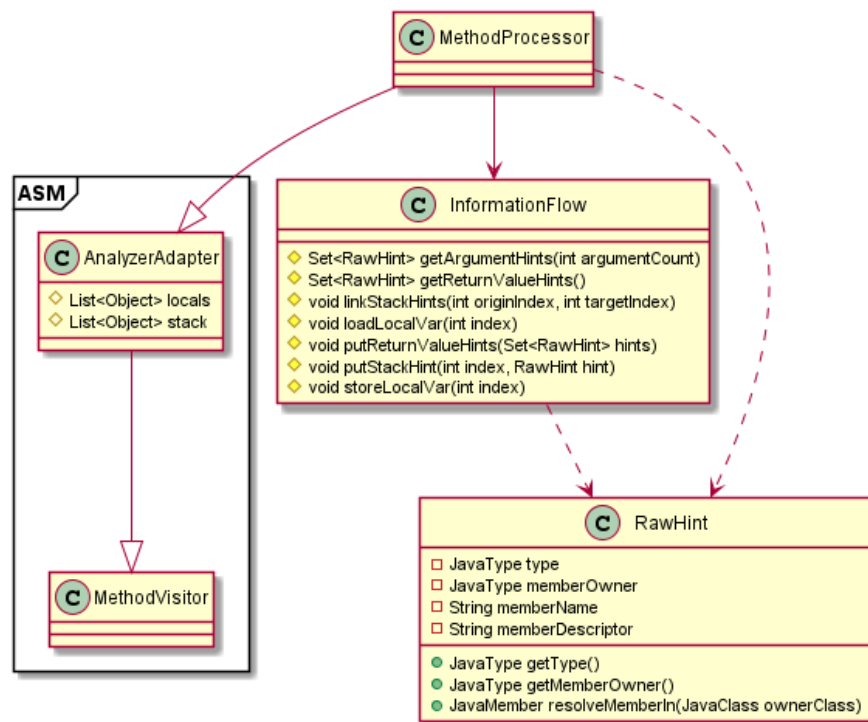 C MethodProcessor
ASM
C AnalyzerAdapter
List<Object> locals
List<Object> stack
C InformationFlow
Set<RawHint> getArgumentHints(int argumentCount)
Set<RawHint> getReturnValueHints()
void linkStackHints(int originIndex, int targetIndex)
void loadLocalVar(int index)
void putReturnValueHints(Set<RawHint> hints)
void putStackHint(int index, RawHint hint)
void storeLocalVar(int index)
C MethodVisitor
C RawHint
JavaType type
JavaType memberOwner
String memberName
String memberDescriptor
JavaType getType()
JavaType getMemberOwner()
JavaMember resolveMemberIn(JavaClass ownerClass)